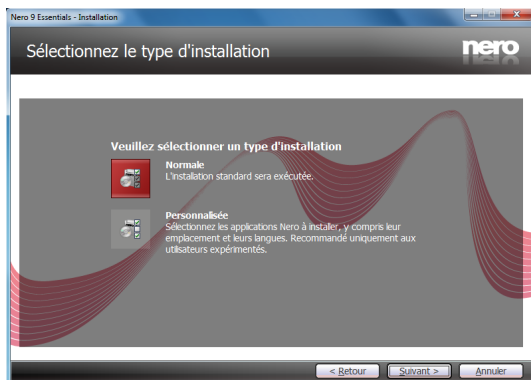 Nero 9 Essentials - Installation
Sélectionnez le type d'installation
nero
Veuillez sélectionner un type d'installation
Normale
L'installation standard sera exécutée.
Personnalisée
Sélectionnez les applications Nero à installer, y compris leur
emplacement et leurs langues. Recommandé uniquement aux
utilisateurs expérimentés.
< Retour
Suivant >
Annuler